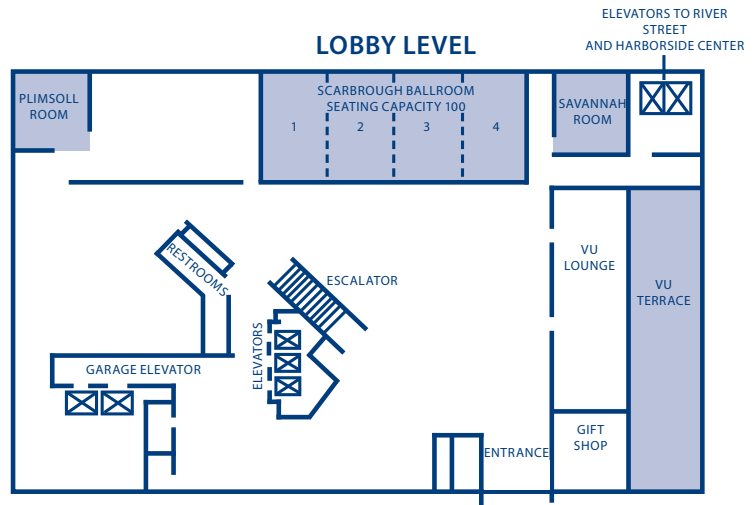 ELEVATORS TO RIVER
STREET
AND HARBORSIDE CENTER
LOBBY LEVEL
PLIMSOLL
ROOM
SCARBROUGH BALLROOM
SEATING CAPACITY 100
1 2 3 4
SAVANNAH
ROOM
RESTROOMS
ESCALATOR
VU
LOUNGE
VU
TERRACE
ELEVATORS
GARAGE ELEVATOR
GIFT
SHOP
ENTRANCE